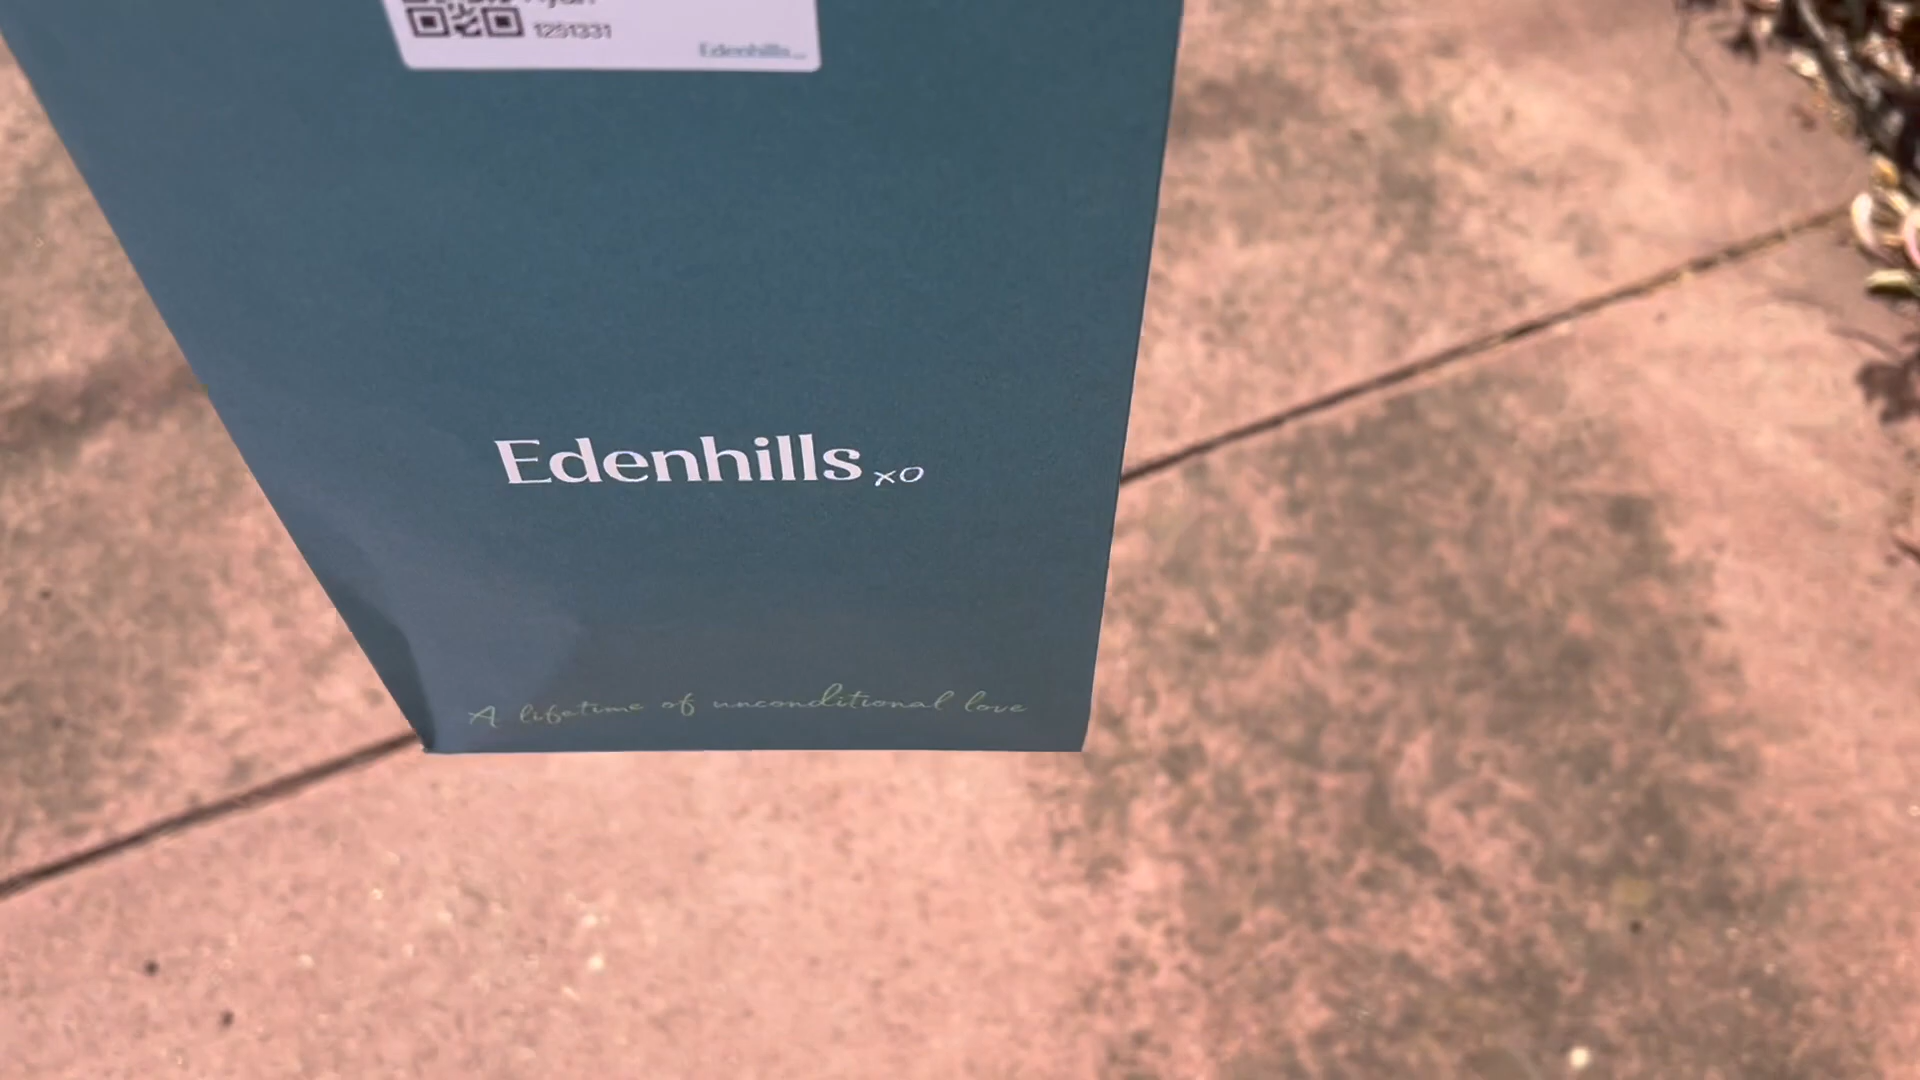 1251331
Edenhills
Edenhills xo
A lifetime of unconditional love